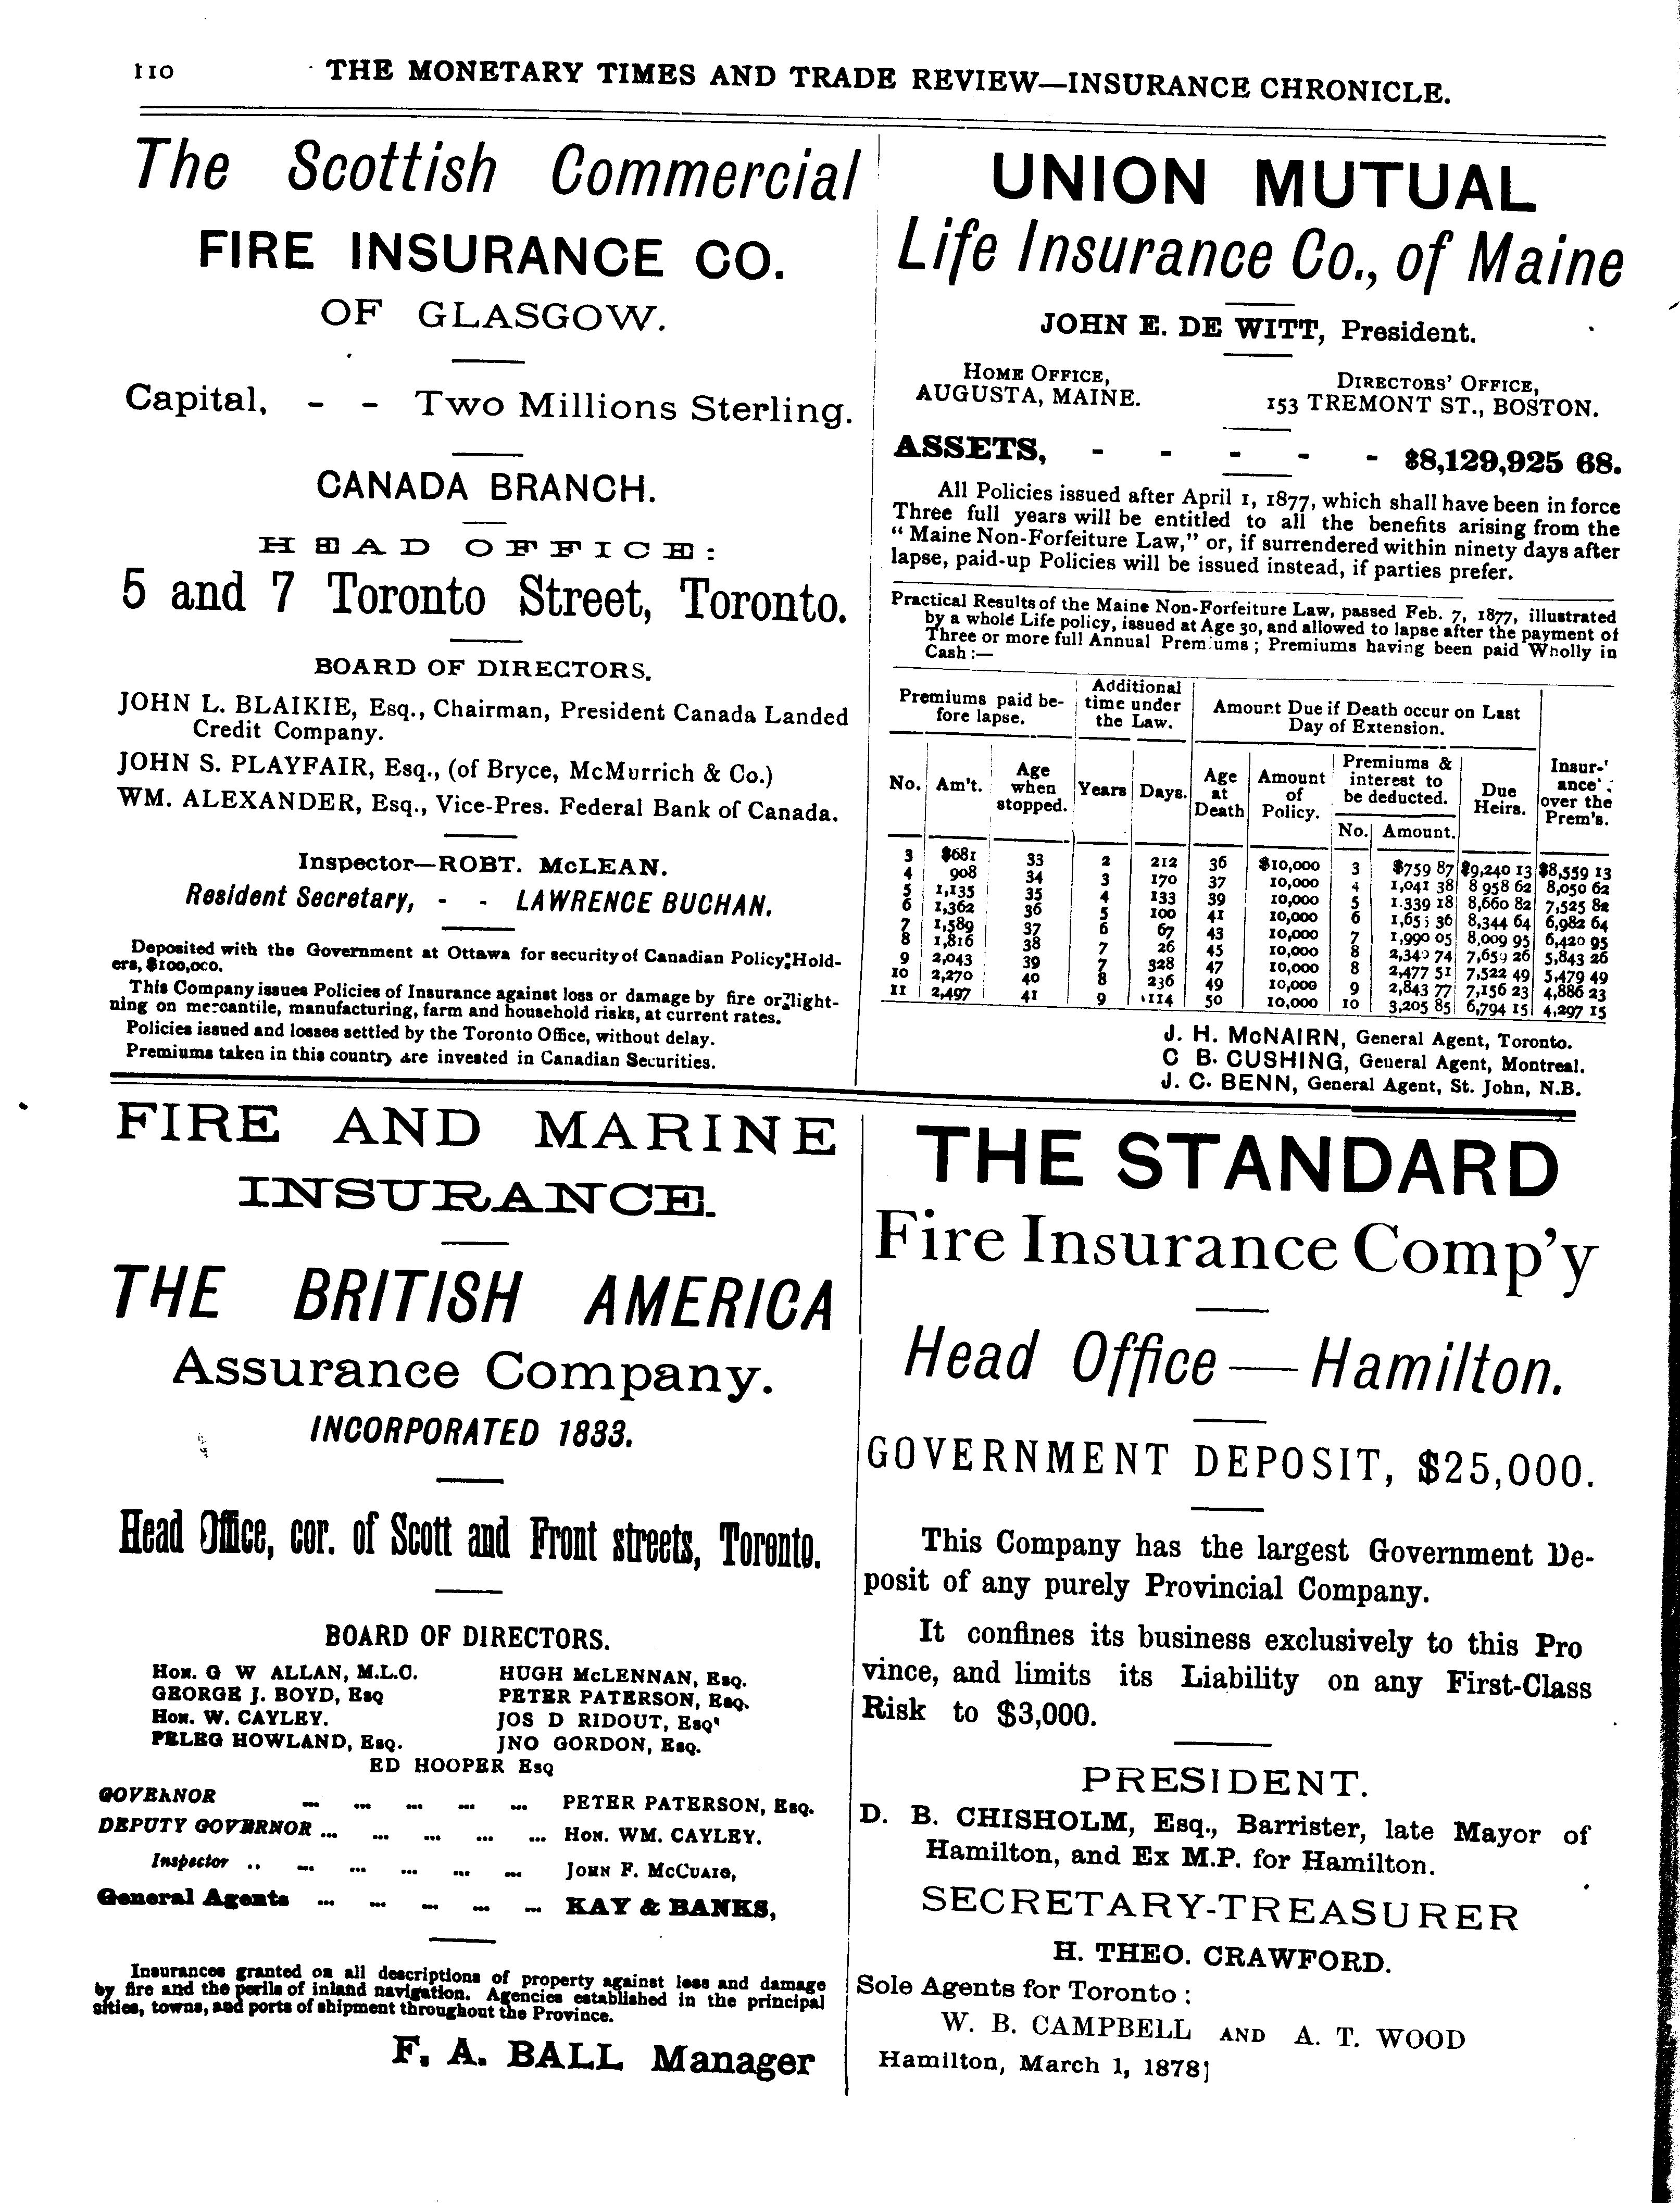 110 THE MONETARY TIMES AND TRADE REVIEW—INSURANCE CHRONICLE.
The Scottish Commercial
FIRE INSURANCE CO.
OF GLASGOW.
Capital, - - Two Millions Sterling.
CANADA BRANCH.
HEAD OFFICE:
5 and 7 Toronto Street, Toronto.
BOARD OF DIRECTORS.
JOHN L. BLAIKIE, Esq., Chairman, President Canada Landed
Credit Company.
JOHN S. PLAYFAIR, Esq., (of Bryce, McMurrich & Co.)
WM. ALEXANDER, Esq., Vice-Pres. Federal Bank of Canada.
Inspector—ROBT. McLEAN.
Resident Secretary, - - LAWRENCE BUCHAN.
Deposited with the Government at Ottawa for security of Canadian Policy Hold-
ers, $100,000.
This Company issues Policies of Insurance against loss or damage by fire or light-
ning on mercantile, manufacturing, farm and household risks, at current rates.
Policies issued and losses settled by the Toronto Office, without delay.
Premiums taken in this country are invested in Canadian Securities.
UNION MUTUAL
Life Insurance Co., of Maine
JOHN E. DE WITT, President.
HOME OFFICE,
AUGUSTA, MAINE.
DIRECTORS' OFFICE,
153 TREMONT ST., BOSTON.
ASSETS, - - - - - $8,129,925 68.
All Policies issued after April 1, 1877, which shall have been in force
Three full years will be entitled to all the benefits arising from the
“Maine Non-Forfeiture Law,” or, if surrendered within ninety days after
lapse, paid-up Policies will be issued instead, if parties prefer.
Practical Results of the Maine Non-Forfeiture Law, passed Feb. 7, 1877, illustrated
by a whole Life policy, issued at Age 30, and allowed to lapse after the payment of
Three or more full Annual Premiums; Premiums having been paid Wholly in
Cash:—
Premiums paid be-
fore lapse.
Additional
time under
the Law.
Amount Due if Death occur on Last
Day of Extension.
No. Am't. Age
when
stopped.
Years Days. Age
at
Death
Amount
of
Policy.
Premiums &
interest to
be deducted.
No. Amount.
Due
Heirs.
Insur-
ance
over the
Prem's.
3 $681 33 2 212 36 $10,000 3 $759 87 $9,240 13 $8,559 13
4 908 34 3 170 37 10,000 4 1,041 38 8 958 62 8,050 62
5 1,135 35 4 133 39 10,000 5 1.339 18 8,660 82 7,525 82
6 1,362 36 5 100 41 10,000 6 1,655 36 8,344 64 6,982 64
7 1,589 37 6 67 43 10,000 7 1,990 05 8,009 95 6,420 95
8 1,816 38 7 26 45 10,000 8 2,340 74 7,659 26 5,843 26
9 2,043 39 7 328 47 10,000 8 2,477 51 7,522 49 5,479 49
10 2,270 40 8 236 49 10,000 9 2,843 77 7,156 23 4,886 23
11 2,497 41 9 114 50 10,000 10 3,205 85 6,794 15 4,297 15
J. H. McNAIRN, General Agent, Toronto.
C B. CUSHING, General Agent, Montreal.
J. C. BENN, General Agent, St. John, N.B.
FIRE AND MARINE
INSURANCE.
THE BRITISH AMERICA
Assurance Company.
INCORPORATED 1833.
Head Office, cor. of Scott and Front streets, Toronto.
BOARD OF DIRECTORS.
HON. G W ALLAN, M.L.C. HUGH McLENNAN, ESQ.
GEORGE J. BOYD, ESQ PETER PATERSON, ESQ.
HON. W. CAYLEY. JOS D RIDOUT, ESQ
PELEG HOWLAND, ESQ. JNO GORDON, ESQ.
ED HOOPER ESQ
GOVERNOR ... ... ... ... ... PETER PATERSON, ESQ.
DEPUTY GOVERNOR ... ... ... ... ... HON. WM. CAYLEY.
Inspector .. ... ... ... ... ... JOHN F. McCUAIG,
General Agents ... ... ... ... ... KAY & BANKS,
Insurances granted on all descriptions of property against loss and damage
by fire and the perils of inland navigation. Agencies established in the principal
cities, towns, and ports of shipment throughout the Province.
F. A. BALL Manager
THE STANDARD
Fire Insurance Comp'y
Head Office—Hamilton.
GOVERNMENT DEPOSIT, $25,000.
This Company has the largest Government De-
posit of any purely Provincial Company.
It confines its business exclusively to this Pro
vince, and limits its Liability on any First-Class
Risk to $3,000.
PRESIDENT.
D. B. CHISHOLM, Esq., Barrister, late Mayor of
Hamilton, and Ex M.P. for Hamilton.
SECRETARY-TREASURER
H. THEO. CRAWFORD.
Sole Agents for Toronto:
W. B. CAMPBELL AND A. T. WOOD
Hamilton, March 1, 1878]